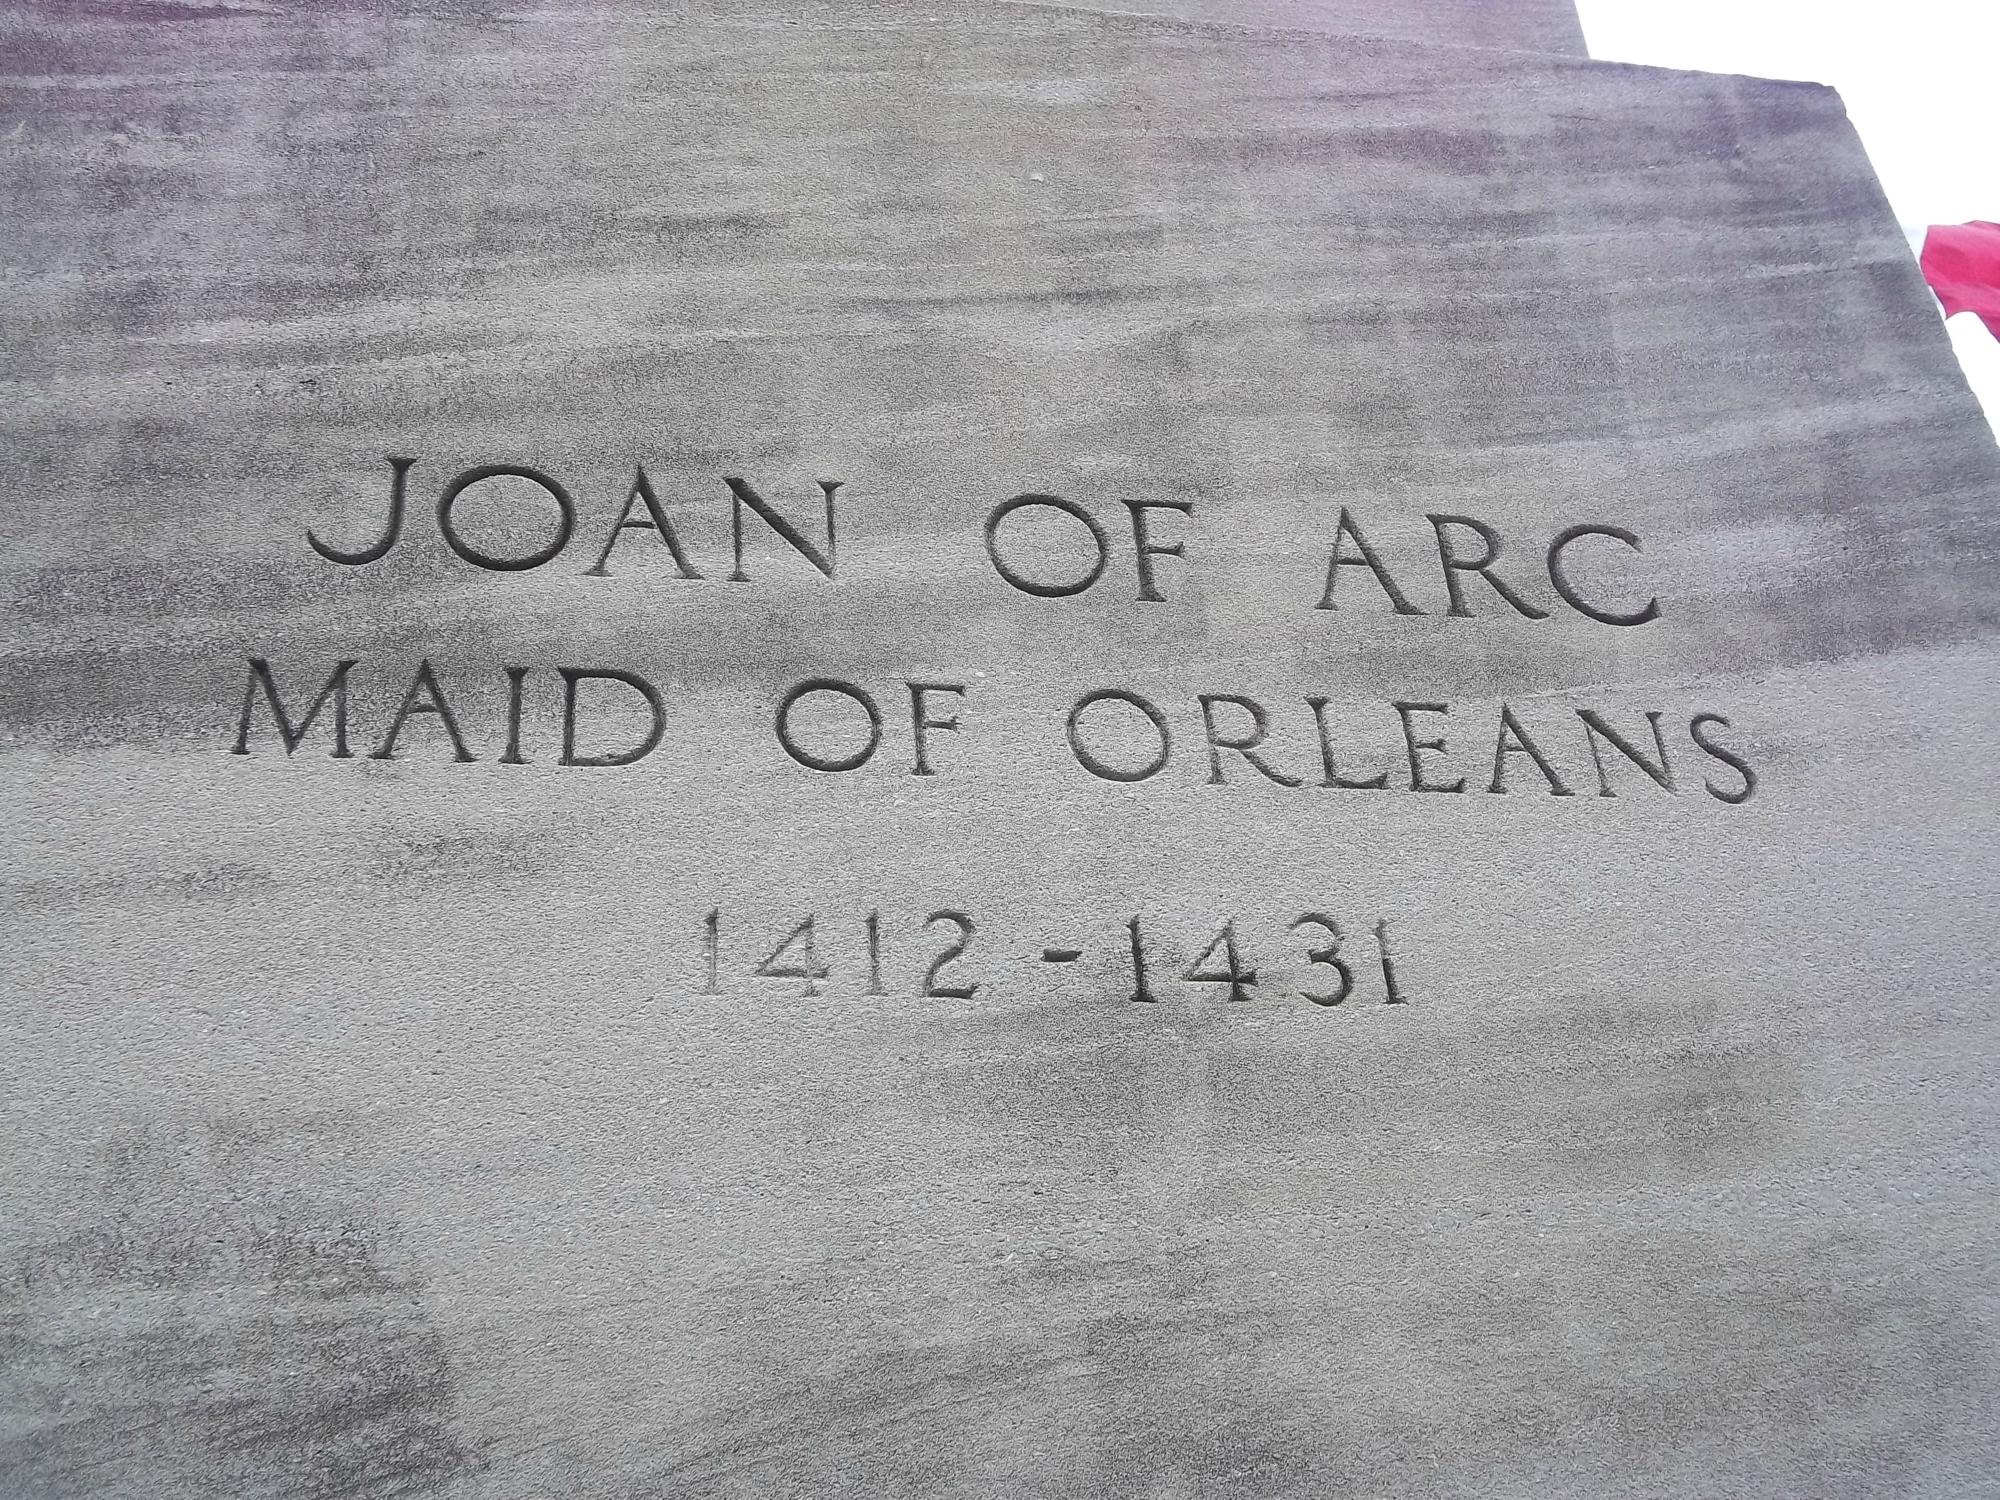 JOAN OF ARC
MAID OF ORLEANS
1412-1431